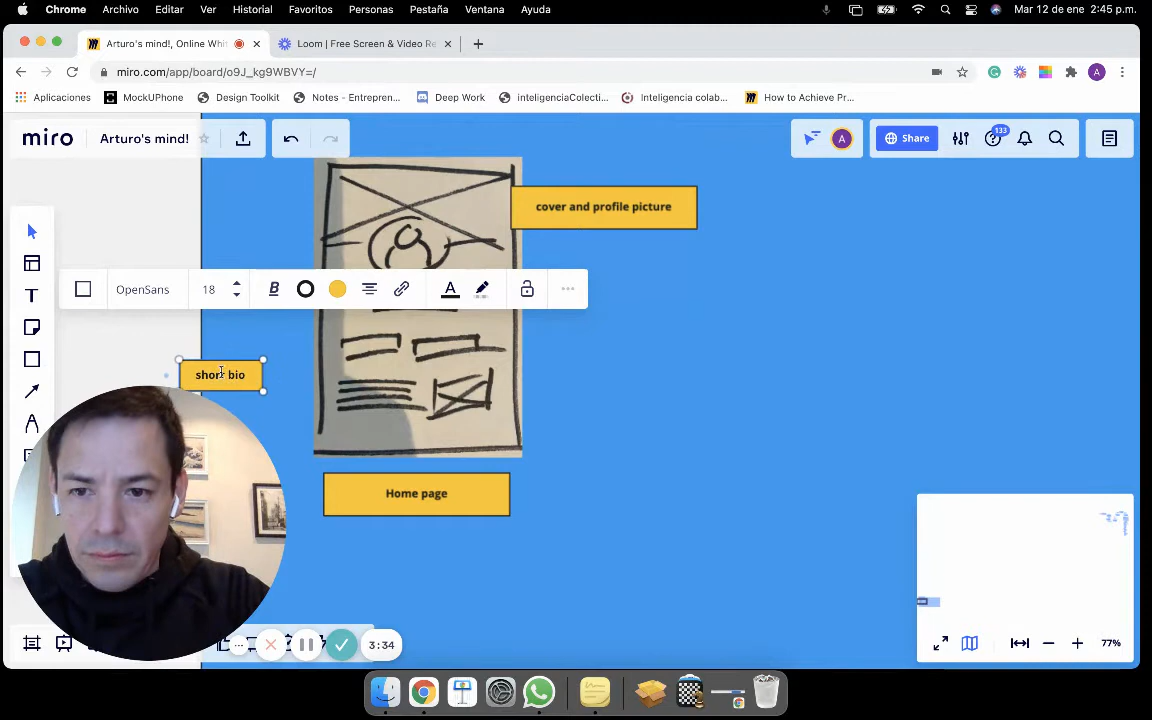 Chrome Archivo Editar Ver Historial Favoritos Personas Pestaña Ventana Ayuda Mar 12 de ene 2:45 p.m.
Arturo's mind!, Online Whit Loom | Free Screen & Video Re
miro.com/app/board/o9J_kg9WBVY=/ A
Aplicaciones MockUPhone Design Toolkit Notes - Entrepren... Deep Work inteligenciaColecti... Inteligencia colab... How to Achieve Pr...
miro Arturo's mind! A Share 133
cover and profile picture
OpenSans 18 B A
short bio
Home page
3:34
77%